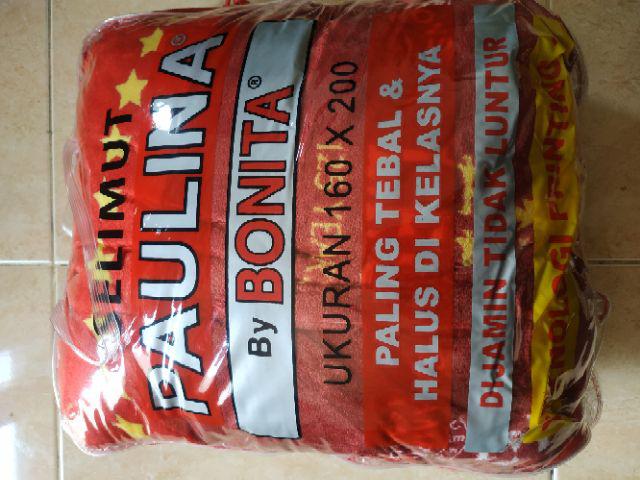 SELIMUT
PAULINA®
By BONITA®
UKURAN 160 X 200
PALING TEBAL &
HALUS DI KELASNYA
DIJAMIN TIDAK LUNTUR